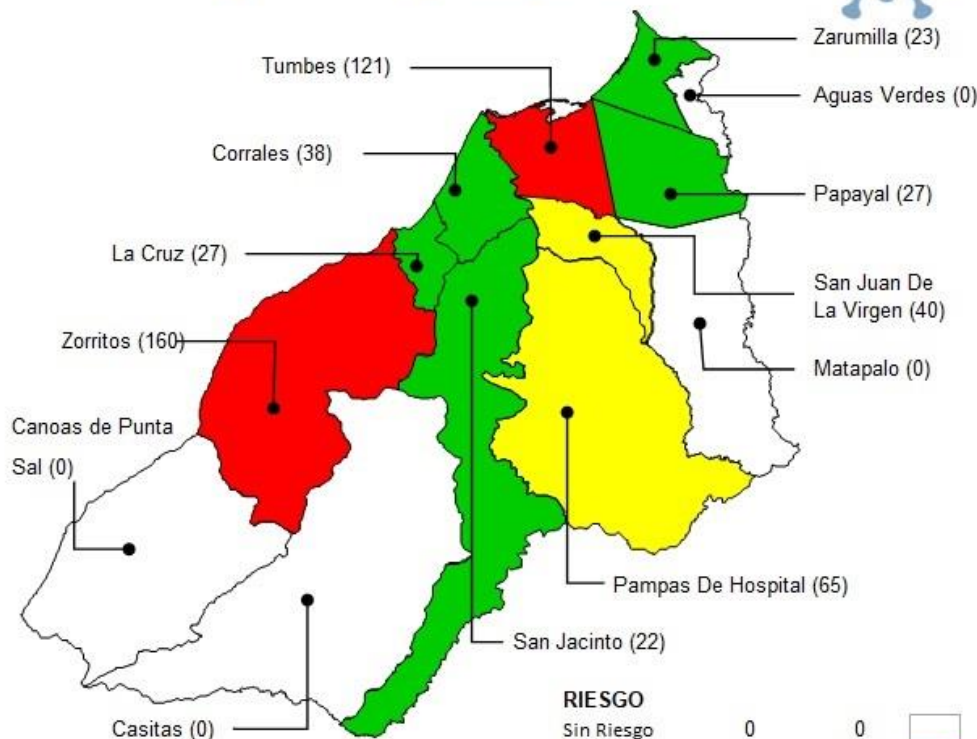 Zarumilla (23)
Tumbes (121)
Aguas Verdes (0)
Corrales (38)
Papayal (27)
La Cruz (27)
San Juan De
La Virgen (40)
Zorritos (160)
Matapalo (0)
Canoas de Punta
Sal (0)
Pampas De Hospital (65)
San Jacinto (22)
Casitas (0)
RIESGO
Sin Riesgo 0 0